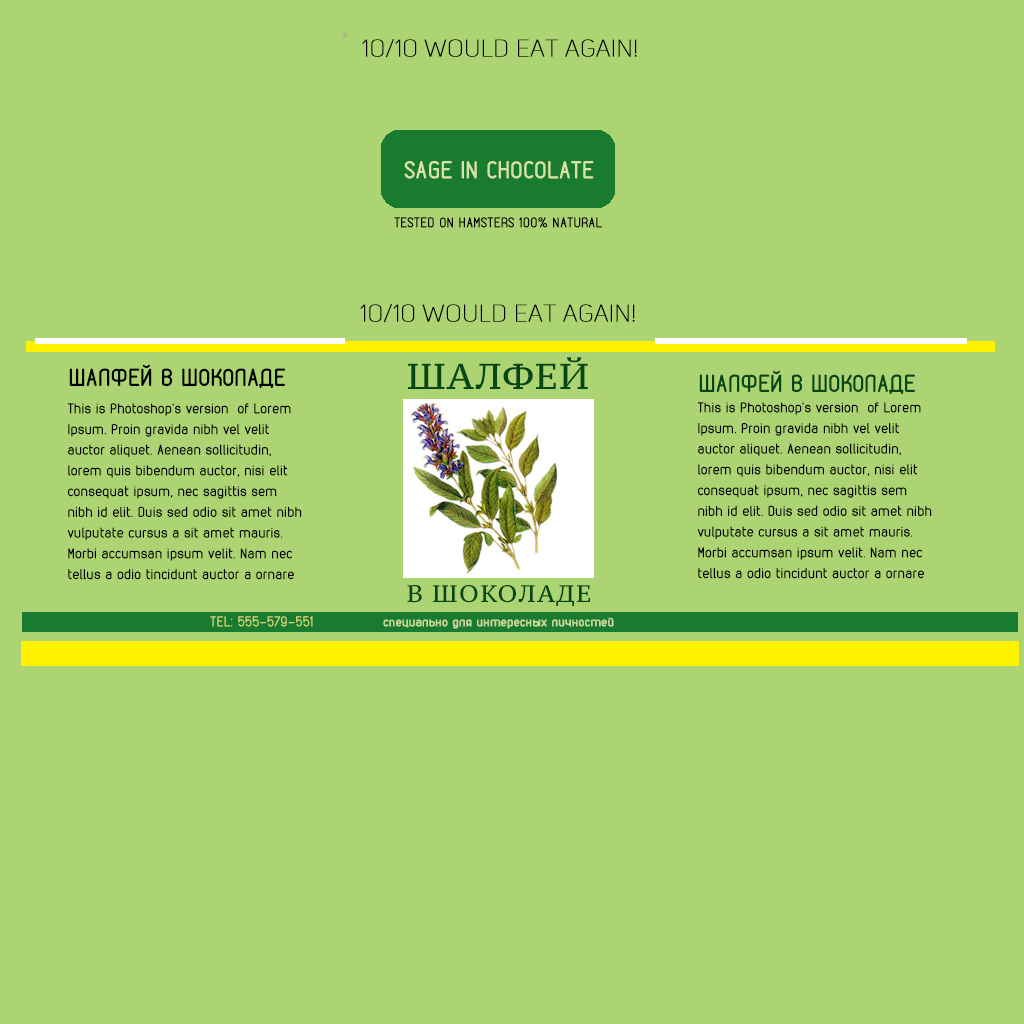 10/10 WOULD EAT AGAIN!
SAGE IN CHOCOLATE
TESTED ON HAMSTERS 100% NATURAL
10/10 WOULD EAT AGAIN!
ШАЛФЕЙ В ШОКОЛАДЕ
This is Photoshop's version of Lorem
Ipsum. Proin gravida nibh vel velit
auctor aliquet. Aenean sollicitudin,
lorem quis bibendum auctor, nisi elit
consequat ipsum, nec sagittis sem
nibh id elit. Duis sed odio sit amet nibh
vulputate cursus a sit amet mauris.
Morbi accumsan ipsum velit. Nam nec
tellus a odio tincidunt auctor a ornare
ШАЛФЕЙ
В ШОКОЛАДЕ
ШАЛФЕЙ В ШОКОЛАДЕ
This is Photoshop's version of Lorem
Ipsum. Proin gravida nibh vel velit
auctor aliquet. Aenean sollicitudin,
lorem quis bibendum auctor, nisi elit
consequat ipsum, nec sagittis sem
nibh id elit. Duis sed odio sit amet nibh
vulputate cursus a sit amet mauris.
Morbi accumsan ipsum velit. Nam nec
tellus a odio tincidunt auctor a ornare
TEL: 555-579-551
специально для интересных личностей